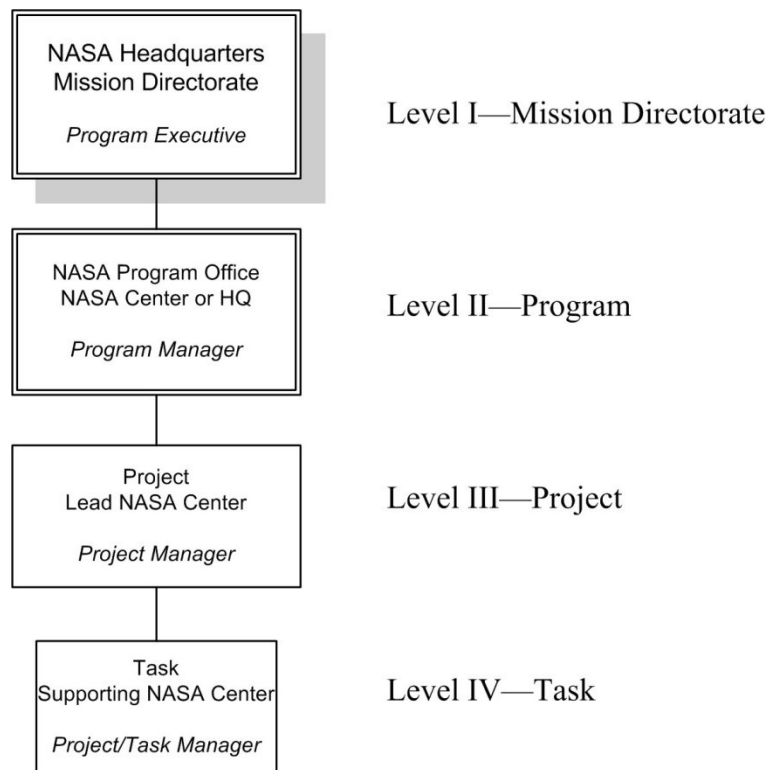 NASA Headquarters
Mission Directorate
Program Executive
Level I—Mission Directorate
NASA Program Office
NASA Center or HQ
Program Manager
Level II—Program
Project
Lead NASA Center
Project Manager
Level III—Project
Task
Supporting NASA Center
Project/Task Manager
Level IV—Task